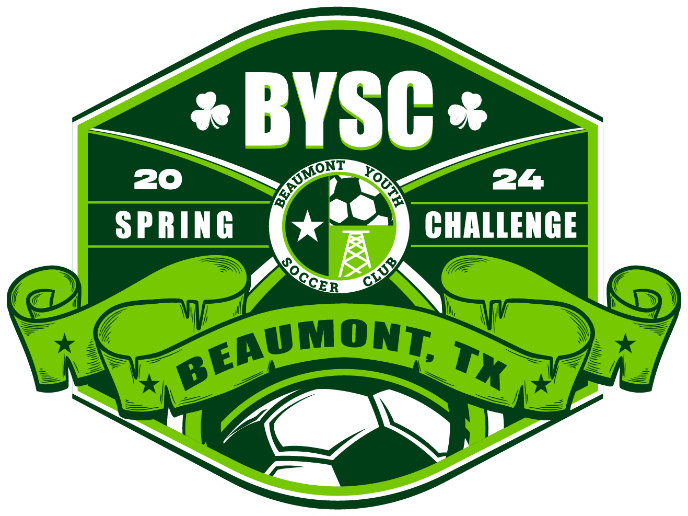 BYSC
20 24
SPRING CHALLENGE
BEAUMONT YOUTH
SOCCER CLUB
BEAUMONT, TX